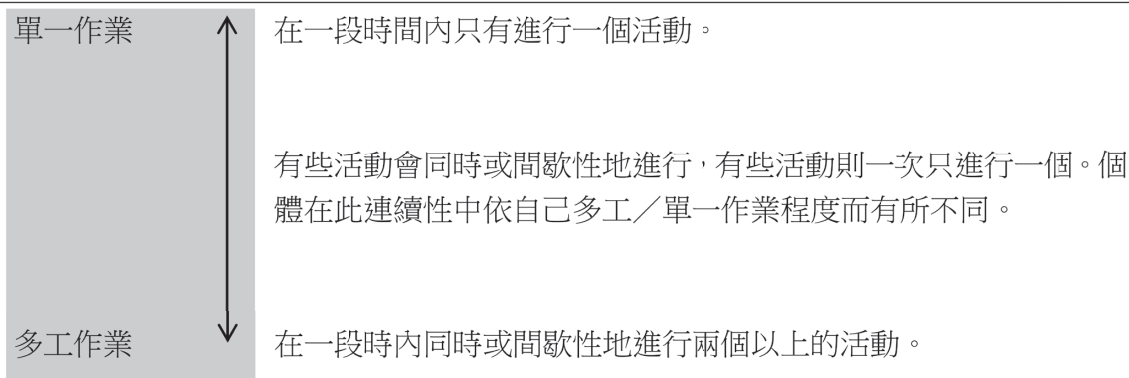 單一作業
在一段時間內只有進行一個活動。
有些活動會同時或間歇性地進行，有些活動則一次只進行一個。個
體在此連續性中依自己多工／單一作業程度而有所不同。
多工作業
在一段時內同時或間歇性地進行兩個以上的活動。